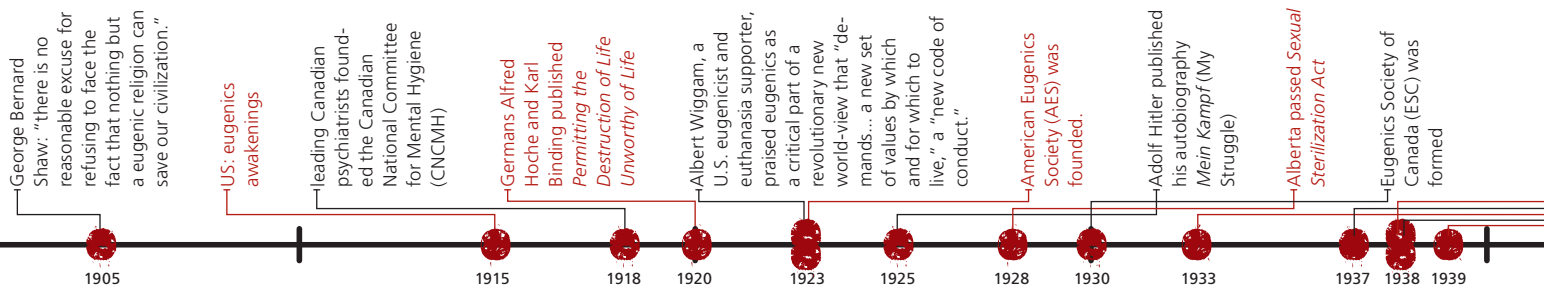 George Bernard
Shaw: “there is no
reasonable excuse for
refusing to face the
fact that nothing but
a eugenic religion can
save our civilization.”
US: eugenics
awakenings
leading Canadian
psychiatrists found-
ed the Canadian
National Committee
for Mental Hygiene
(CNCMH)
Germans Alfred
Hoche and Karl
Binding published
Permitting the
Destruction of Life
Unworthy of Life
Albert Wiggam, a
U.S. eugenicist and
euthanasia supporter,
praised eugenics as
a critical part of a
revolutionary new
world-view that “de-
mands... a new set
of values by which
and for which to
live,” a “new code of
conduct.”
American Eugenics
Society (AES) was
founded.
Adolf Hitler published
his autobiography
Mein Kampf (My
Struggle)
Alberta passed Sexual
Sterilization Act
Eugenics Society of
Canada (ESC) was
formed
1905
1915
1918
1920
1923
1925
1928
1930
1933
1937
1938
1939